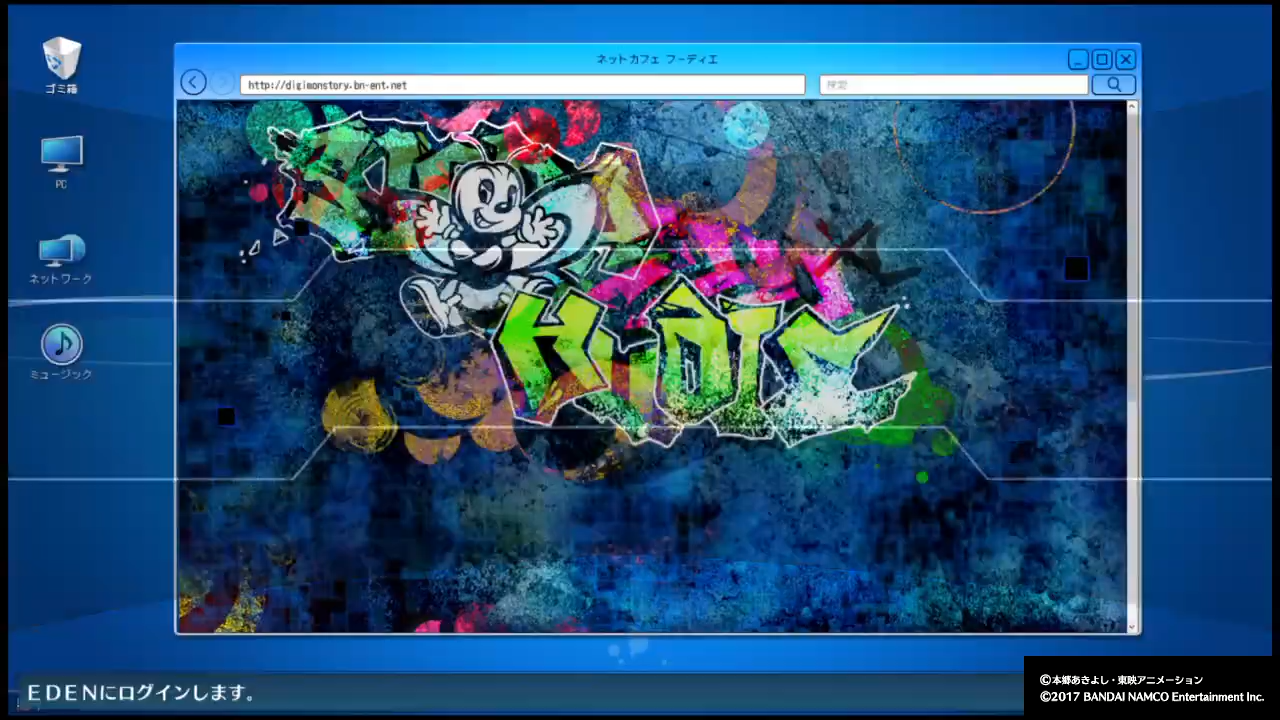 ネットカフェ フーディエ
http://digimonstory.bn-ent.net
検索
ゴミ箱
PC
ネットワーク
ミュージック
EDENにログインします。
©本郷あきよし・東映アニメーション
©2017 BANDAI NAMCO Entertainment Inc.